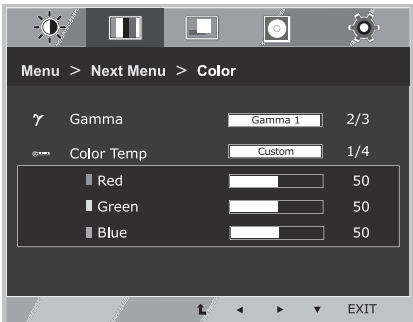 Menu > Next Menu > Color
γ Gamma Gamma 1 2/3
Color Temp Custom 1/4
Red 50
Green 50
Blue 50
EXIT